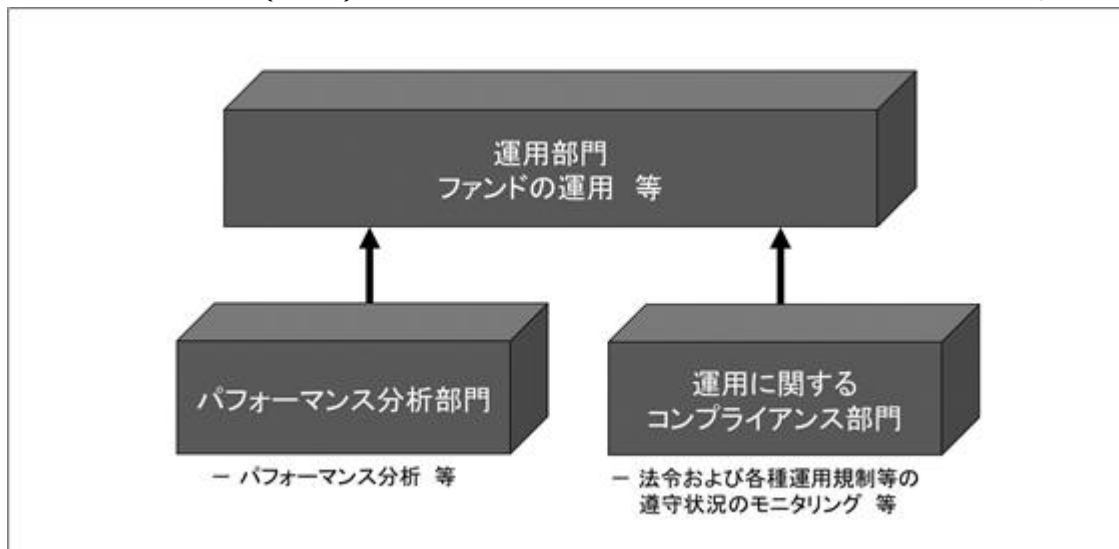 運用部門
ファンドの運用　等
パフォーマンス分析部門
運用に関する
コンプライアンス部門
－ パフォーマンス分析　等
－ 法令および各種運用規制等の
遵守状況のモニタリング　等